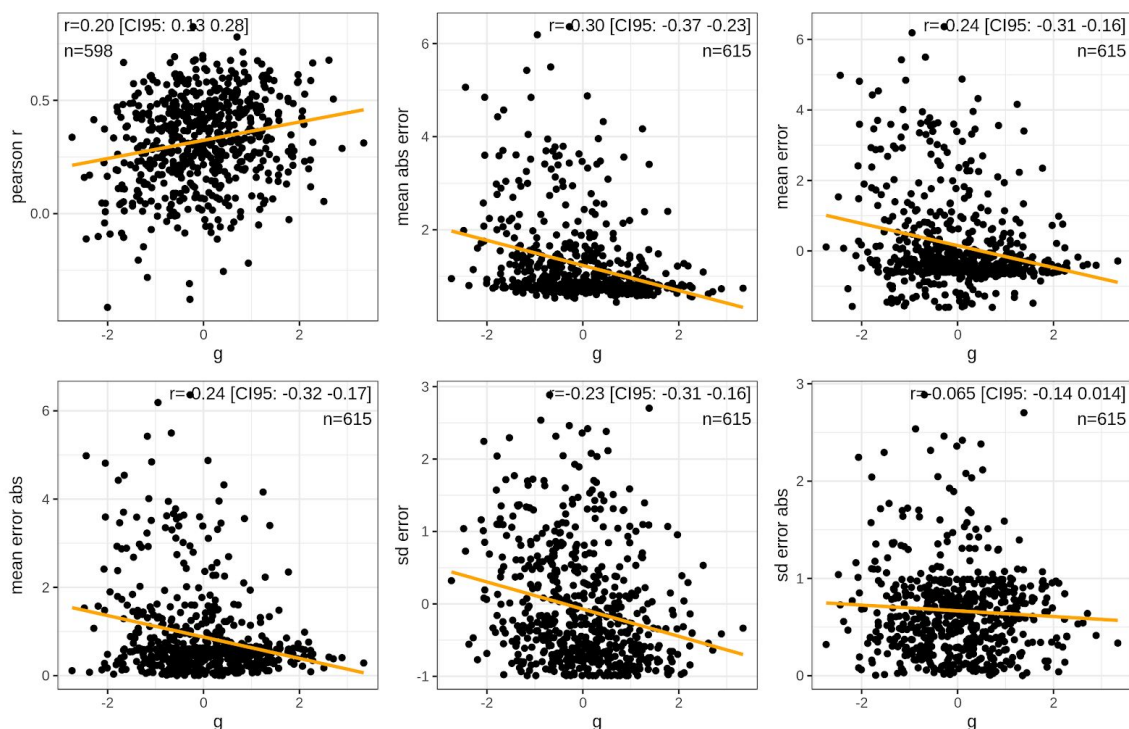 r=0.20 [CI95: 0.13 0.28]
n=598
pearson r
0.5
0.0
-2
0
2
g
r=-0.30 [CI95: -0.37 -0.23]
n=615
mean abs error
6
4
2
-2
0
2
g
r=-0.24 [CI95: -0.31 -0.16]
n=615
mean error
6
4
2
0
-2
0
2
g
r=-0.24 [CI95: -0.32 -0.17]
n=615
mean error abs
6
4
2
0
-2
0
2
g
r=-0.23 [CI95: -0.31 -0.16]
n=615
sd error
3
2
1
0
-1
-2
0
2
g
r=-0.065 [CI95: -0.14 0.014]
n=615
sd error abs
3
2
1
0
-2
0
2
g